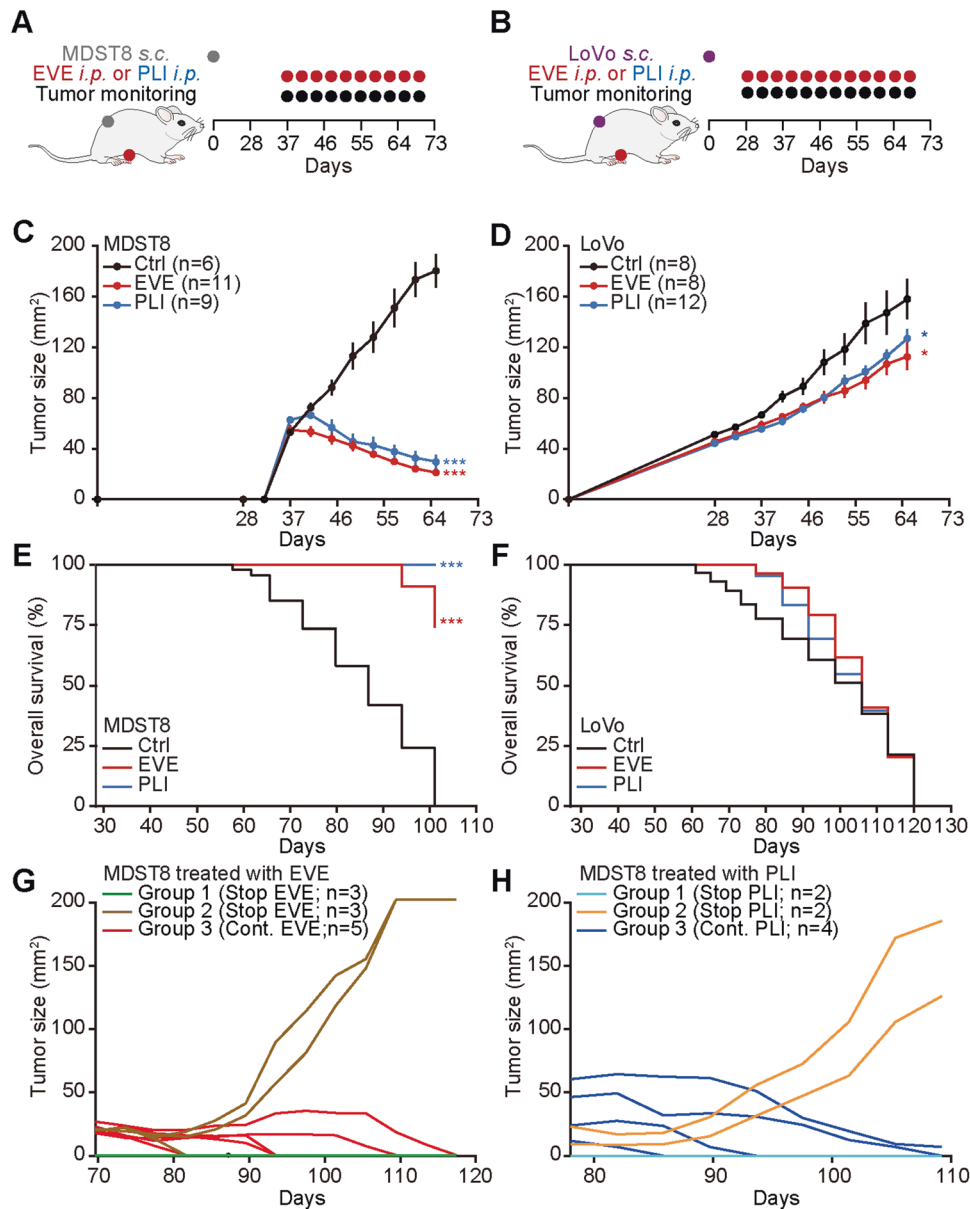 A
MDST8 s.c.
EVE i.p. or PLI i.p.
Tumor monitoring
0 28 37 46 55 64 73
Days
B
LoVo s.c.
EVE i.p. or PLI i.p.
Tumor monitoring
0 28 37 46 55 64 73
Days
C
MDST8
Ctrl (n=6)
EVE (n=11)
PLI (n=9)
Tumor size (mm²)
200
160
120
80
40
0
***
***
28 37 46 55 64 73
Days
D
LoVo
Ctrl (n=8)
EVE (n=8)
PLI (n=12)
Tumor size (mm²)
200
160
120
80
40
0
*
*
28 37 46 55 64 73
Days
E
Overall survival (%)
100
75
50
25
0
***
***
MDST8
Ctrl
EVE
PLI
30 40 50 60 70 80 90 100 110
Days
F
Overall survival (%)
100
75
50
25
0
LoVo
Ctrl
EVE
PLI
30 40 50 60 70 80 90 100 110 120 130
Days
G
MDST8 treated with EVE
Group 1 (Stop EVE; n=3)
Group 2 (Stop EVE; n=3)
Group 3 (Cont. EVE;n=5)
Tumor size (mm²)
200
150
100
50
0
70 80 90 100 110 120
Days
H
MDST8 treated with PLI
Group 1 (Stop PLI; n=2)
Group 2 (Stop PLI; n=2)
Group 3 (Cont. PLI; n=4)
Tumor size (mm²)
200
150
100
50
0
80 90 100 110
Days